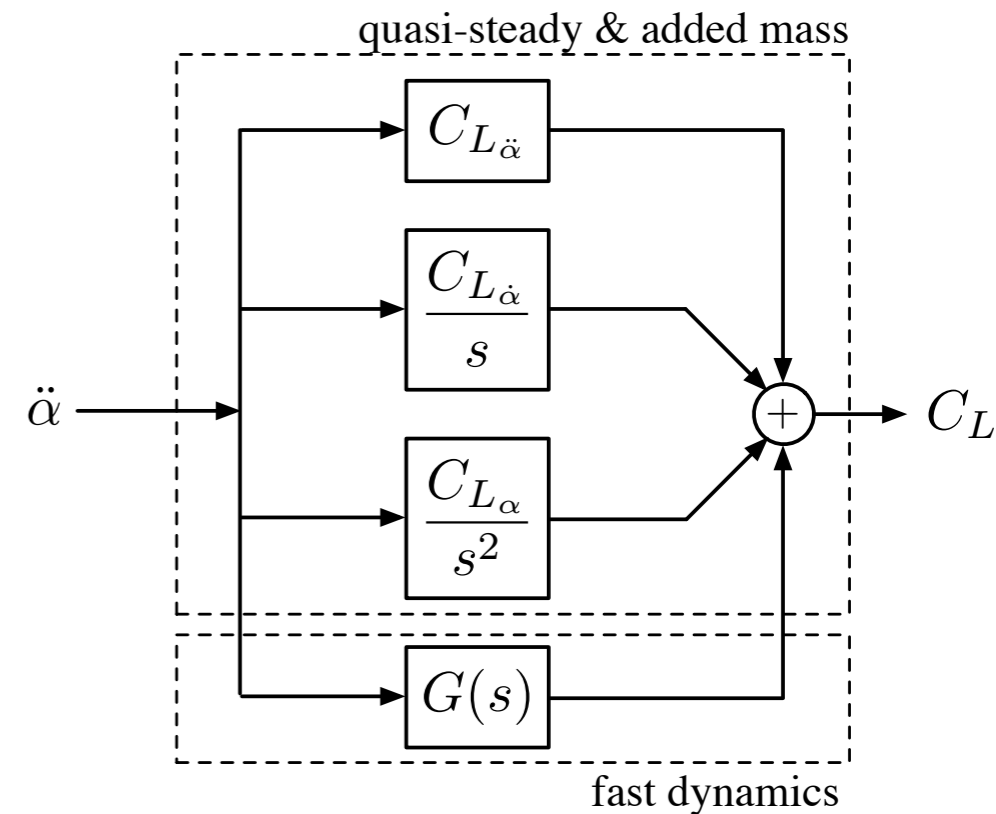 quasi-steady & added mass
C_{L_{\ddot{\alpha}}}
\frac{C_{L_{\dot{\alpha}}}}{s}
\ddot{\alpha}
+
C_L
\frac{C_{L_{\alpha}}}{s^2}
G(s)
fast dynamics